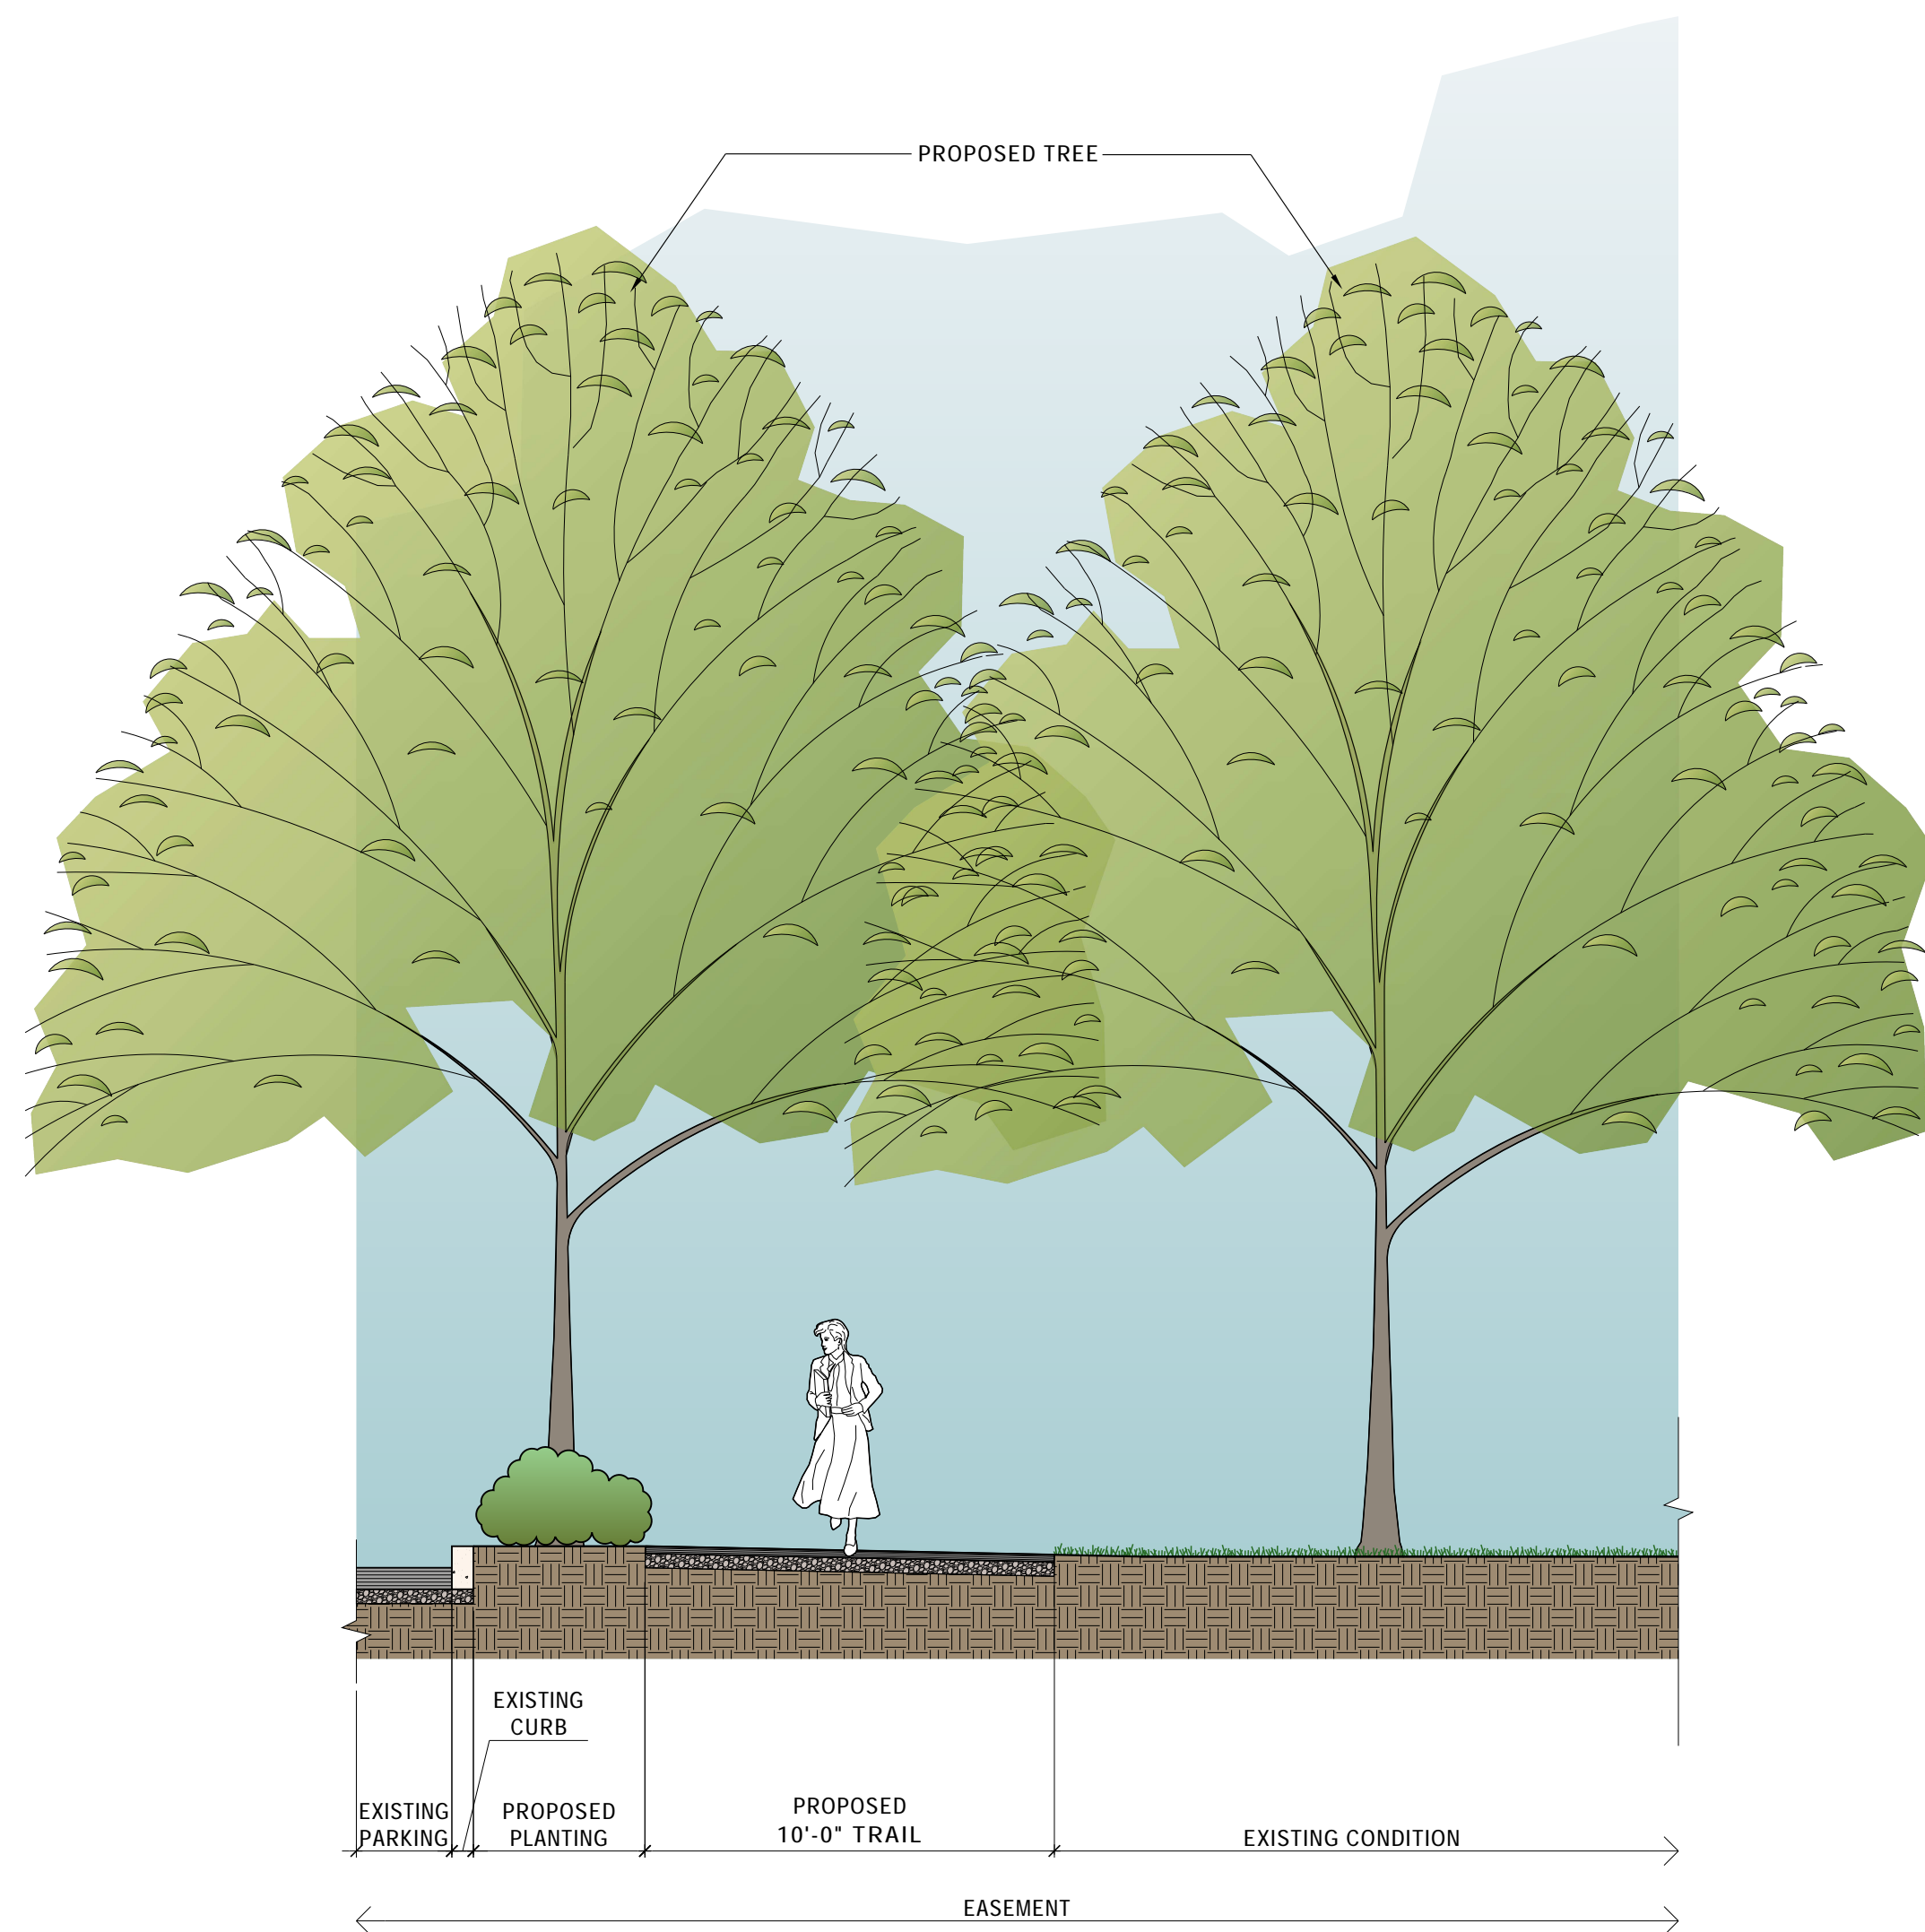 PROPOSED TREE
EXISTING
CURB
EXISTING
PARKING
PROPOSED
PLANTING
PROPOSED
10'-0" TRAIL
EXISTING CONDITION
EASEMENT